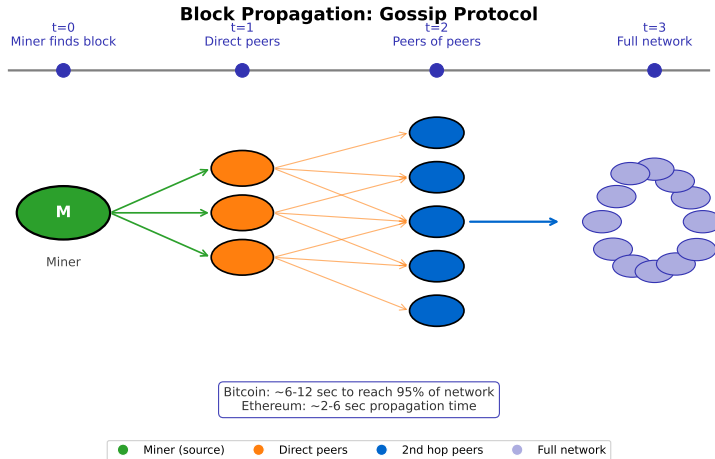 Block Propagation: Gossip Protocol
t=0
Miner finds block
t=1
Direct peers
t=2
Peers of peers
t=3
Full network
M
Miner
Bitcoin: ~6-12 sec to reach 95% of network
Ethereum: ~2-6 sec propagation time
Miner (source)
Direct peers
2nd hop peers
Full network